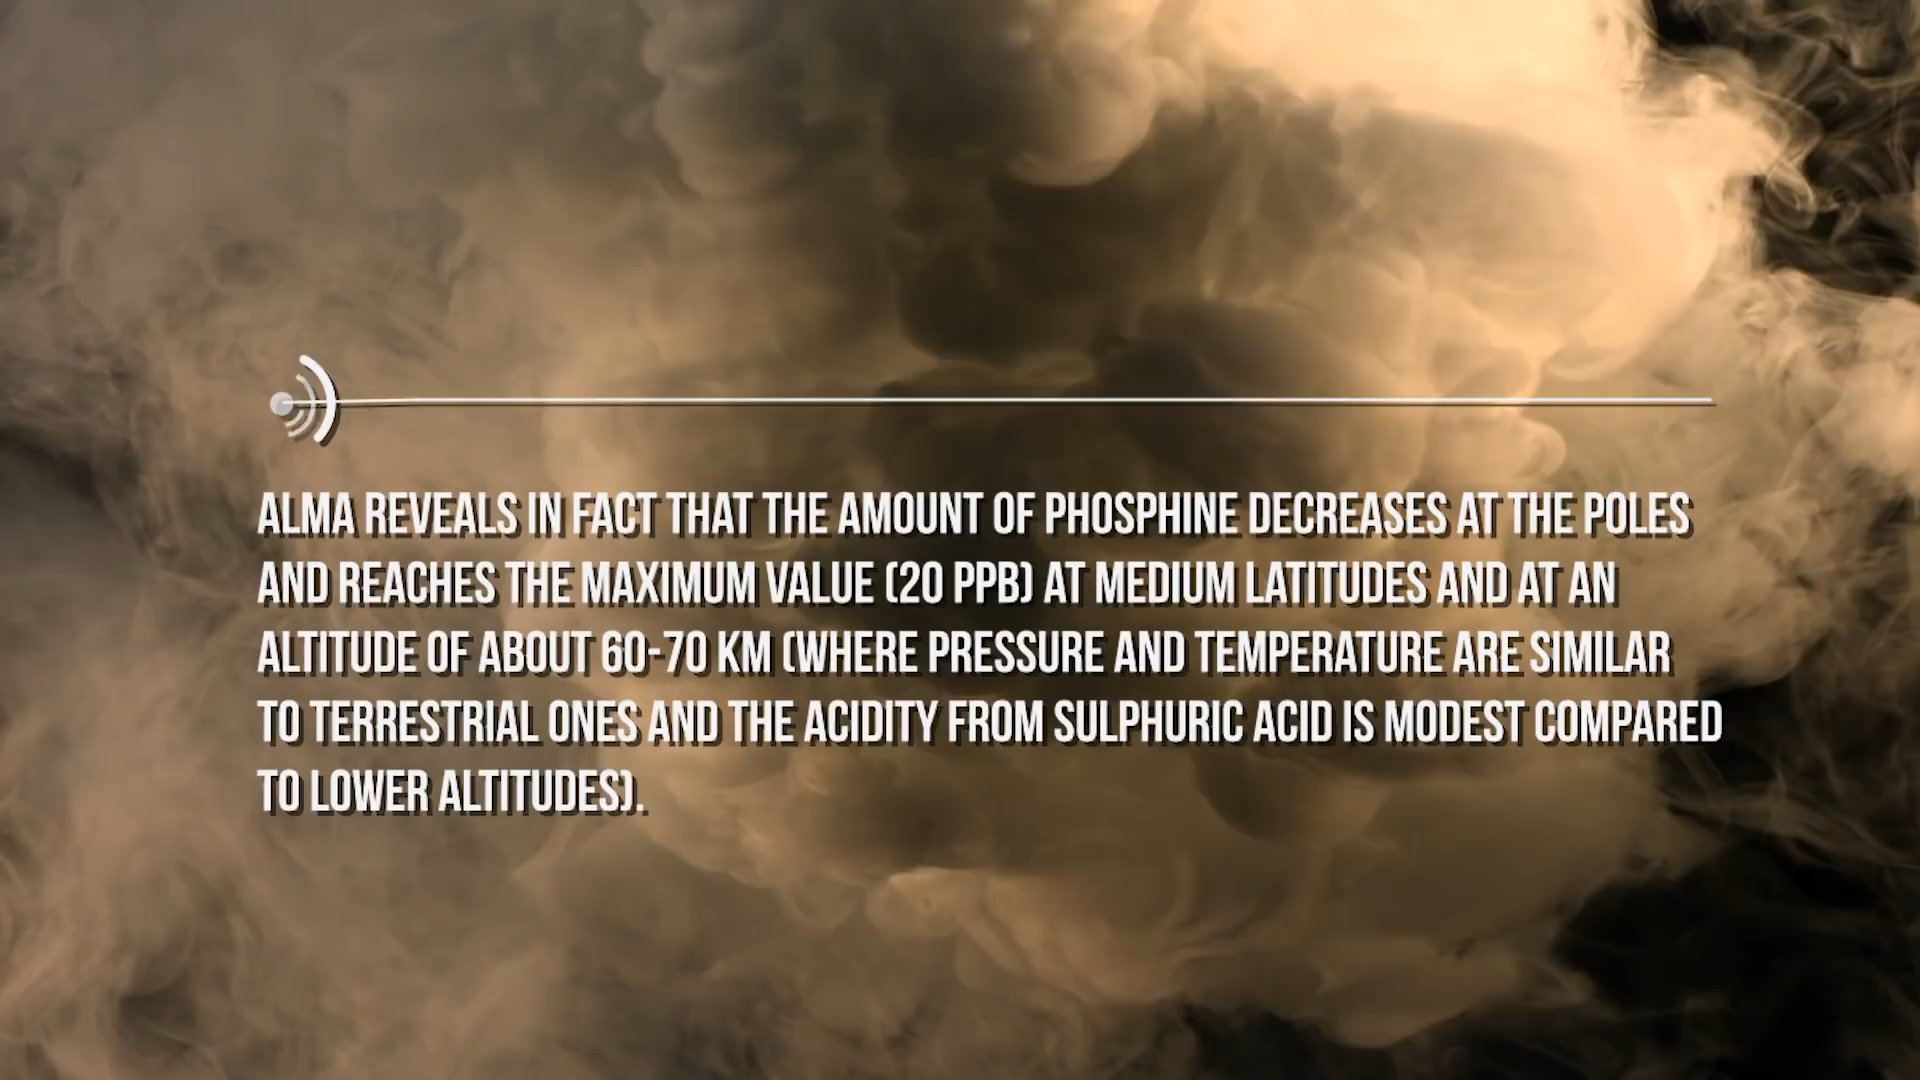 ALMA REVEALS IN FACT THAT THE AMOUNT OF PHOSPHINE DECREASES AT THE POLES
AND REACHES THE MAXIMUM VALUE (20 PPB) AT MEDIUM LATITUDES AND AT AN
ALTITUDE OF ABOUT 60-70 KM (WHERE PRESSURE AND TEMPERATURE ARE SIMILAR
TO TERRESTRIAL ONES AND THE ACIDITY FROM SULPHURIC ACID IS MODEST COMPARED
TO LOWER ALTITUDES).